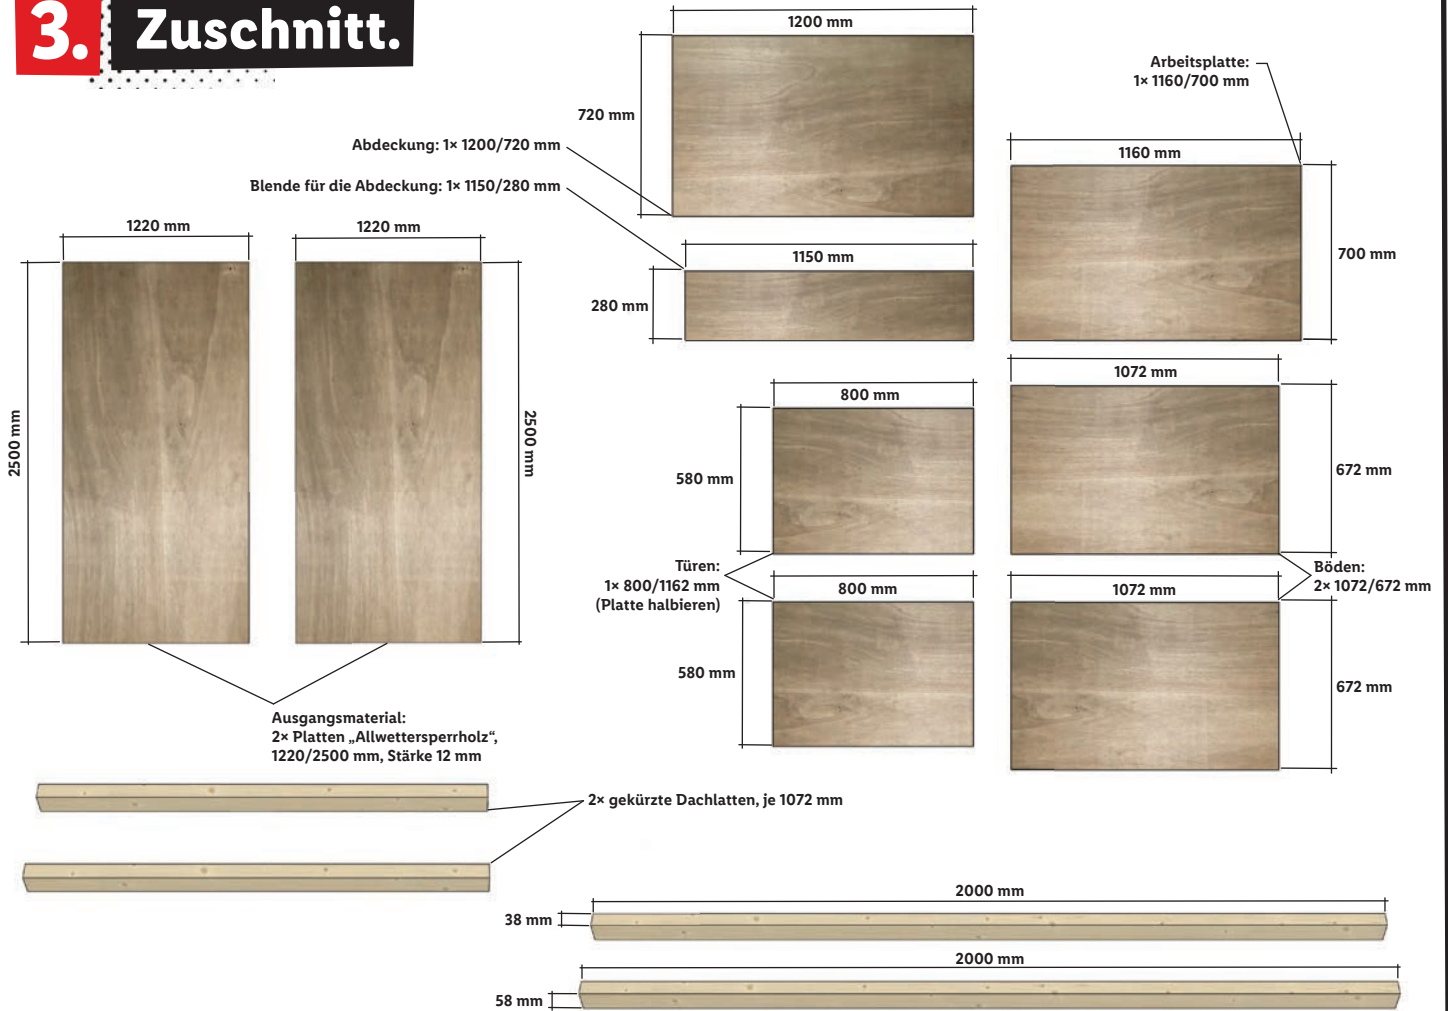 3. Zuschnitt.
1200 mm
720 mm
Arbeitsplatte:
1× 1160/700 mm
Abdeckung: 1× 1200/720 mm
Blende für die Abdeckung: 1× 1150/280 mm
1160 mm
700 mm
1220 mm
1220 mm
1150 mm
280 mm
2500 mm
2500 mm
1072 mm
800 mm
580 mm
672 mm
Türen:
1× 800/1162 mm
(Platte halbieren)
Böden:
2× 1072/672 mm
800 mm
1072 mm
580 mm
672 mm
Ausgangsmaterial:
2× Platten „Allwettersperrholz“,
1220/2500 mm, Stärke 12 mm
2× gekürzte Dachlatten, je 1072 mm
2000 mm
38 mm
2000 mm
58 mm